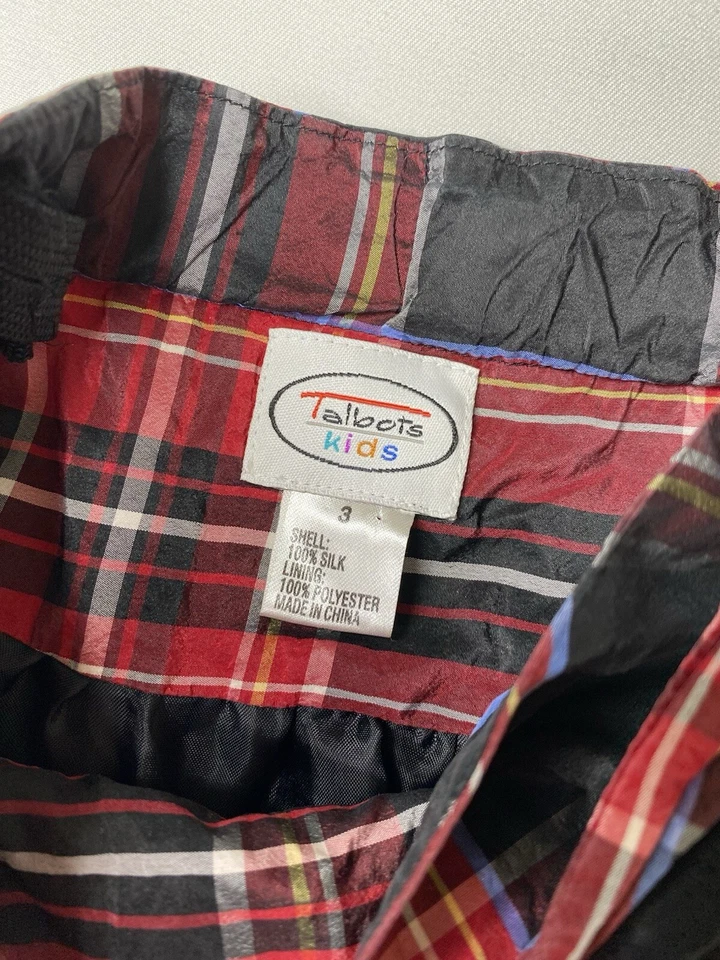 Talbots
kids
3
SHELL:
100% SILK
LINING:
100% POLYESTER
MADE IN CHINA